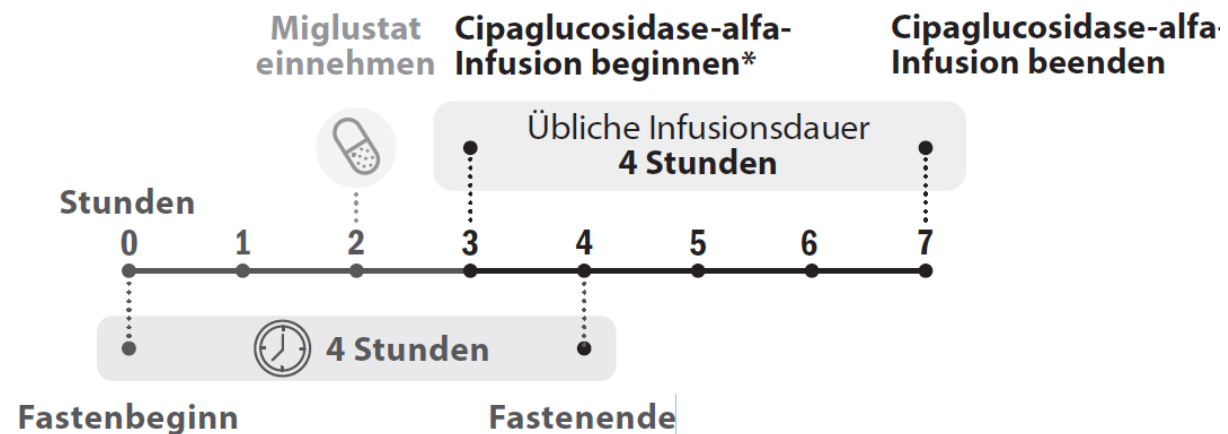 Miglustat
einnehmen
Cipaglucosidase-alfa-
Infusion beginnen*
Cipaglucosidase-alfa-
Infusion beenden
Übliche Infusionsdauer
4 Stunden
Stunden
0 1 2 3 4 5 6 7
4 Stunden
Fastenbeginn
Fastenende